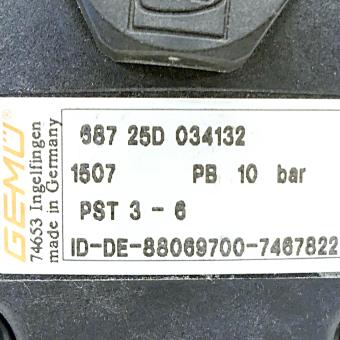 GEMÜ
74653 Ingelfingen
made in Germany
687 25D 034132
1507 PB 10 bar
PST 3 - 6
ID-DE-88069700-7467822